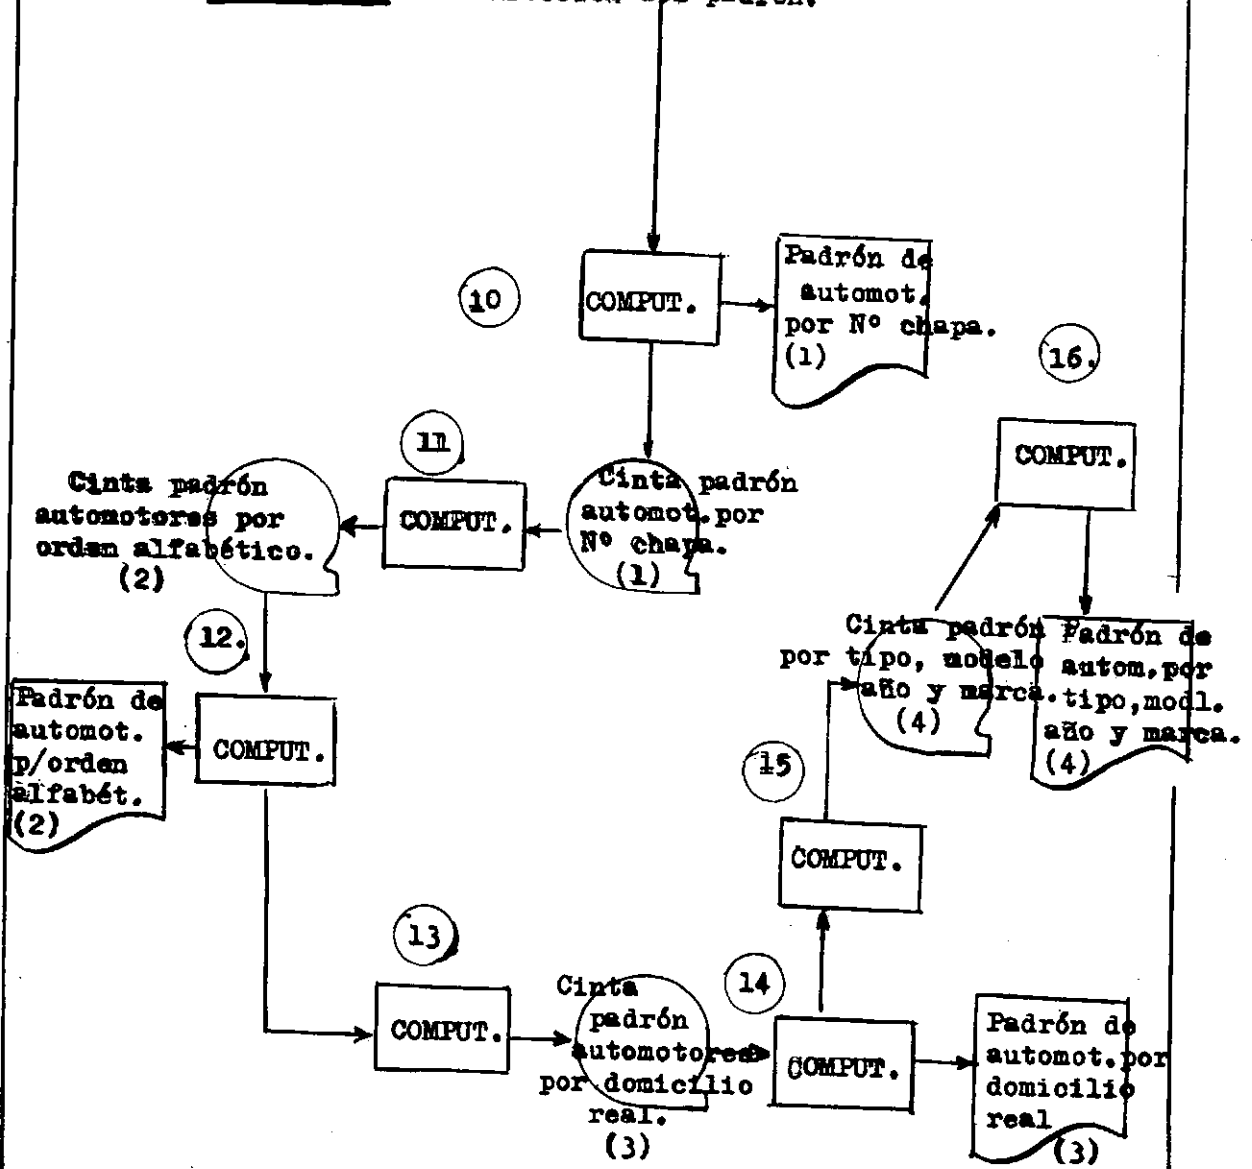 padrón.
10
COMPUT.
Padrón de
automot.
por Nº chapa.
(1)
16.
COMPUT.
11.
Cinta padrón
automotores por
orden alfabético.
(2)
COMPUT.
Cinta padrón
automot.por
Nº chapa.
(1)
12.
Cinta padrón
por tipo, modelo
año y marca.
(4)
Padrón de
autom,por
tipo,modl.
año y marca.
(4)
Padrón de
automot.
p/orden
alfabét.
(2)
COMPUT.
15
COMPUT.
13
COMPUT.
Cinta
padrón
automotores
por domicilio
real.
(3)
14
COMPUT.
Padrón de
automot.por
domicilio
real
(3)